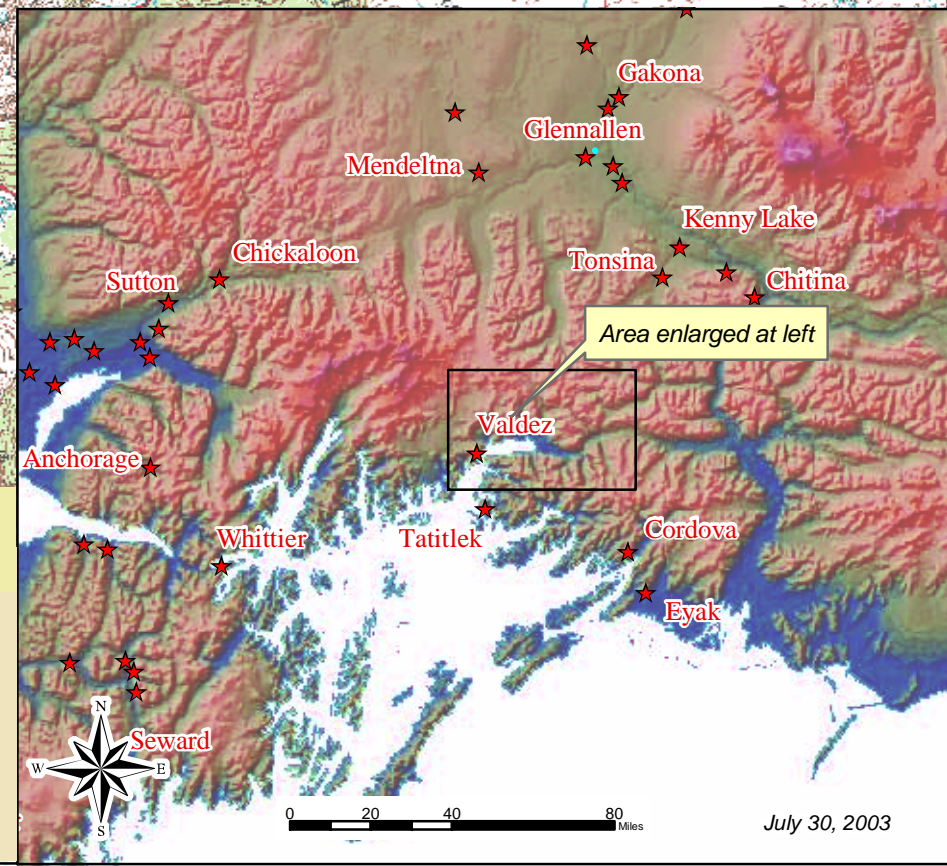 Gakona
Glennallen
Mendeltna
Kenny Lake
Chickaloon
Tonsina
Sutton
Chitina
Area enlarged at left
Valdez
Anchorage
Whittier
Tatitlek
Cordova
Eyak
N
Seward
W
E
S
0 20 40 80
Miles
July 30, 2003